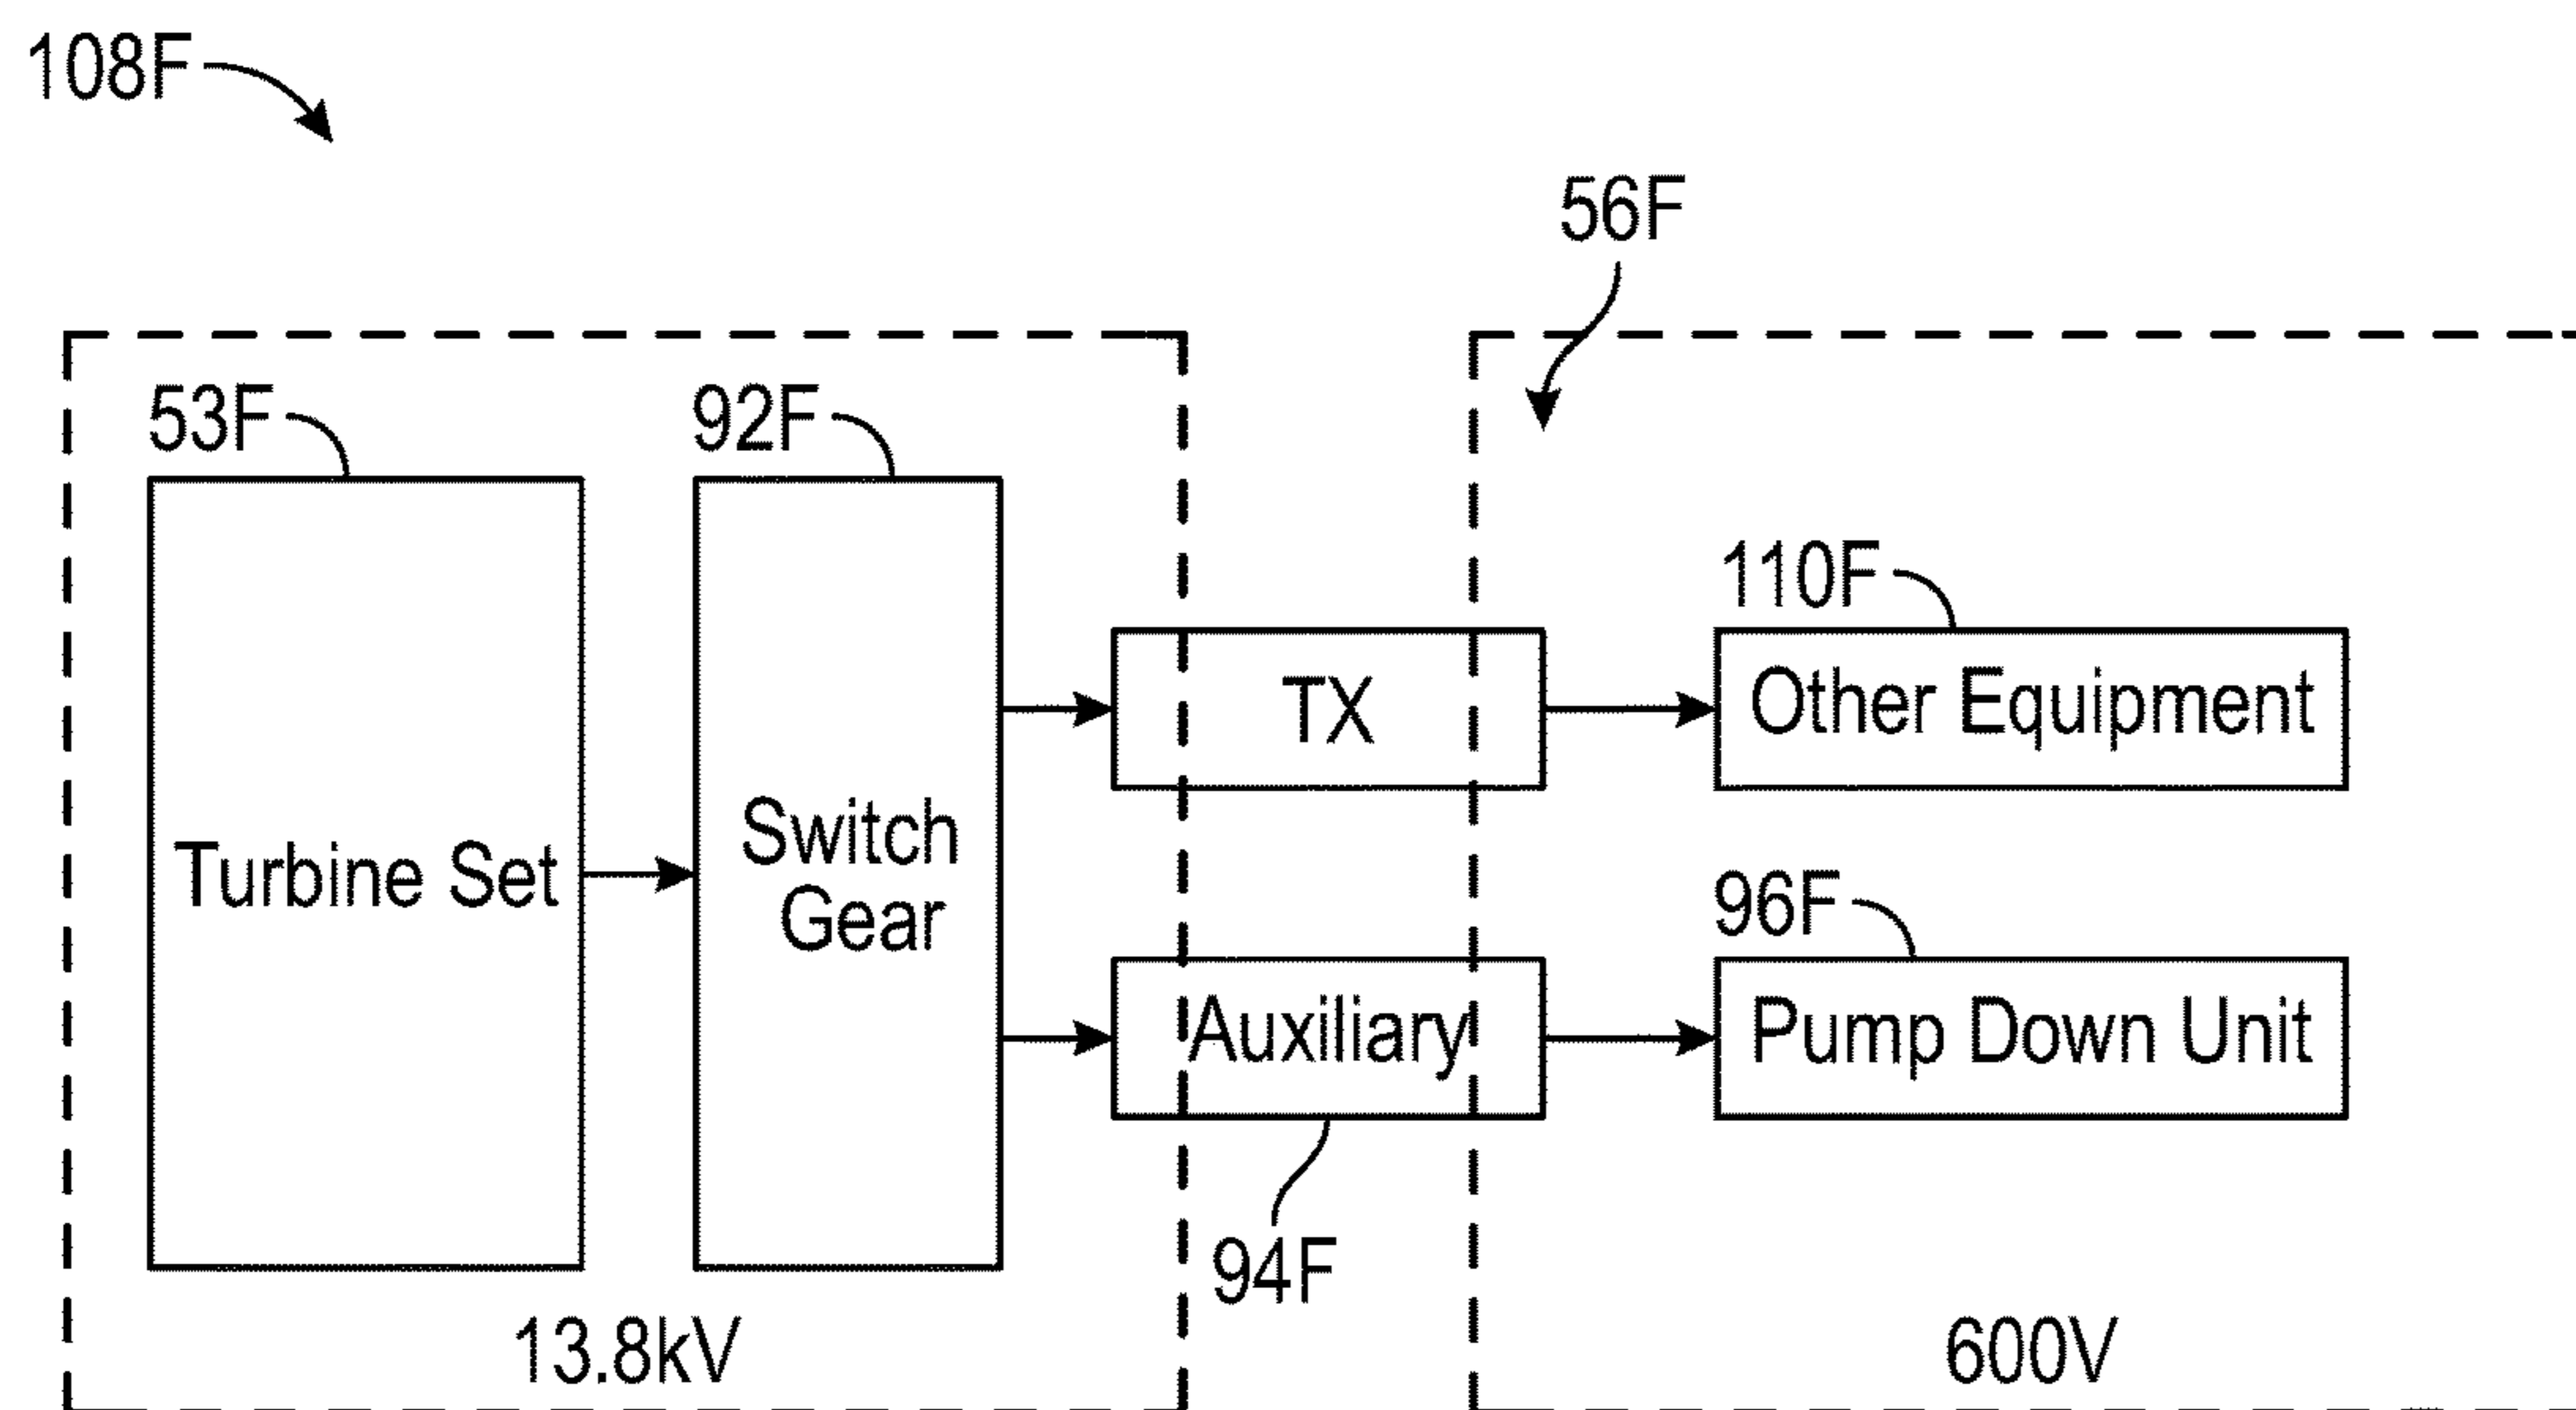 108F
56F
53F
92F
Turbine Set
Switch
Gear
TX
110F
Other Equipment
Auxiliary
94F
96F
Pump Down Unit
13.8kV
600V